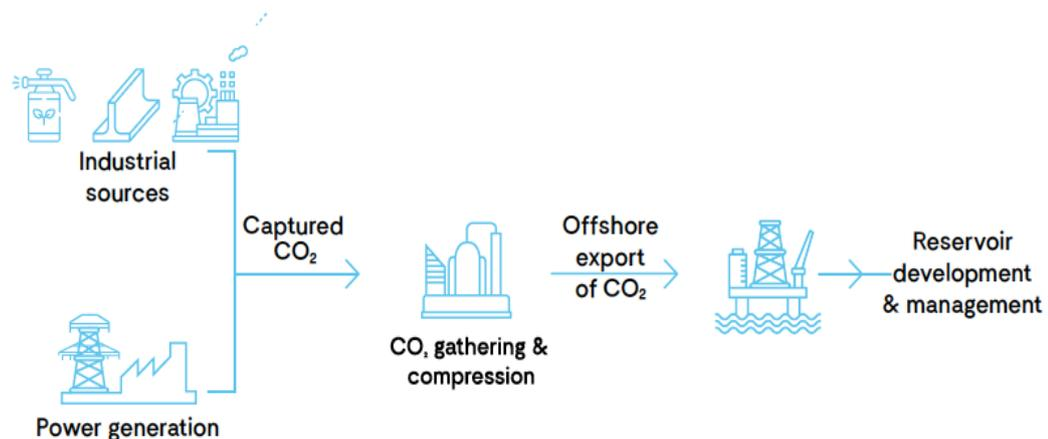 Industrial
sources
Captured
CO₂
Offshore
export
of CO₂
Reservoir
development
& management
CO₂ gathering &
compression
Power generation